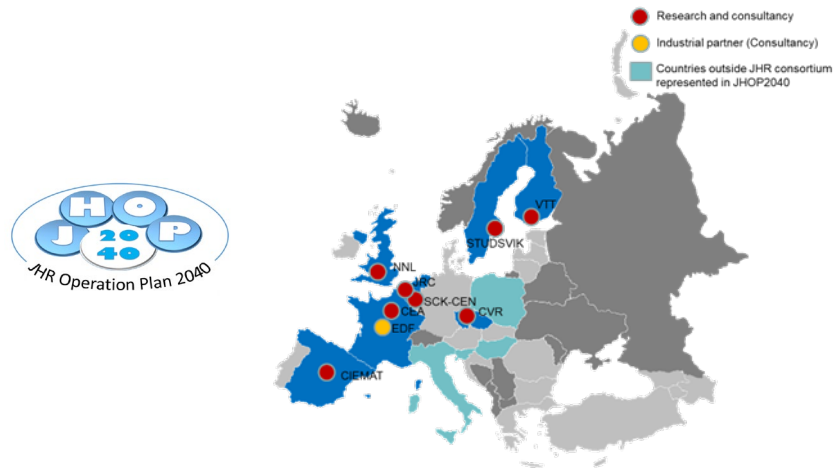 Research and consultancy
Industrial partner (Consultancy)
Countries outside JHR consortium
represented in JHOP2040
JHOP
20
40
JHR Operation Plan 2040
VTT
STUDSVIK
NNL
JRC
SCK-CEN
CEA
CVR
EDF
CIEMAT